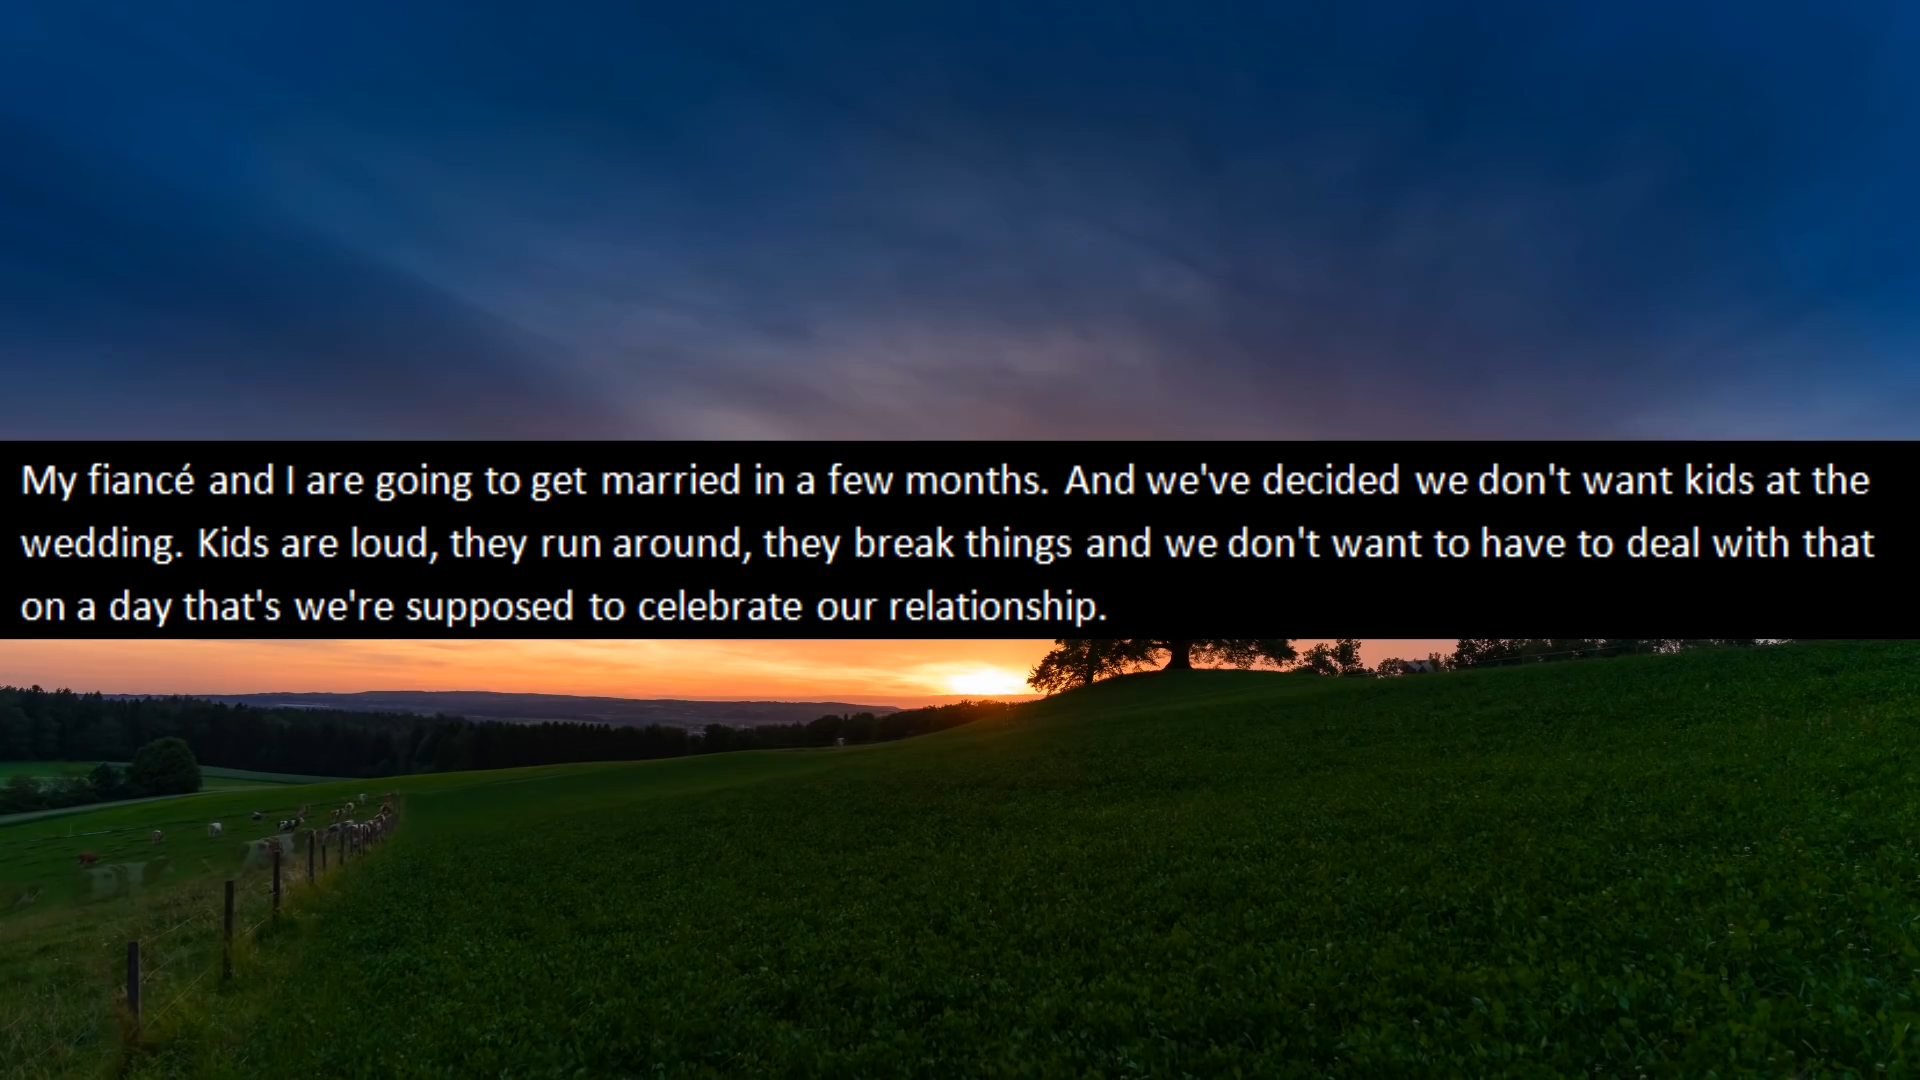 My fiancé and I are going to get married in a few months. And we've decided we don't want kids at the
wedding. Kids are loud, they run around, they break things and we don't want to have to deal with that
on a day that's we're supposed to celebrate our relationship.